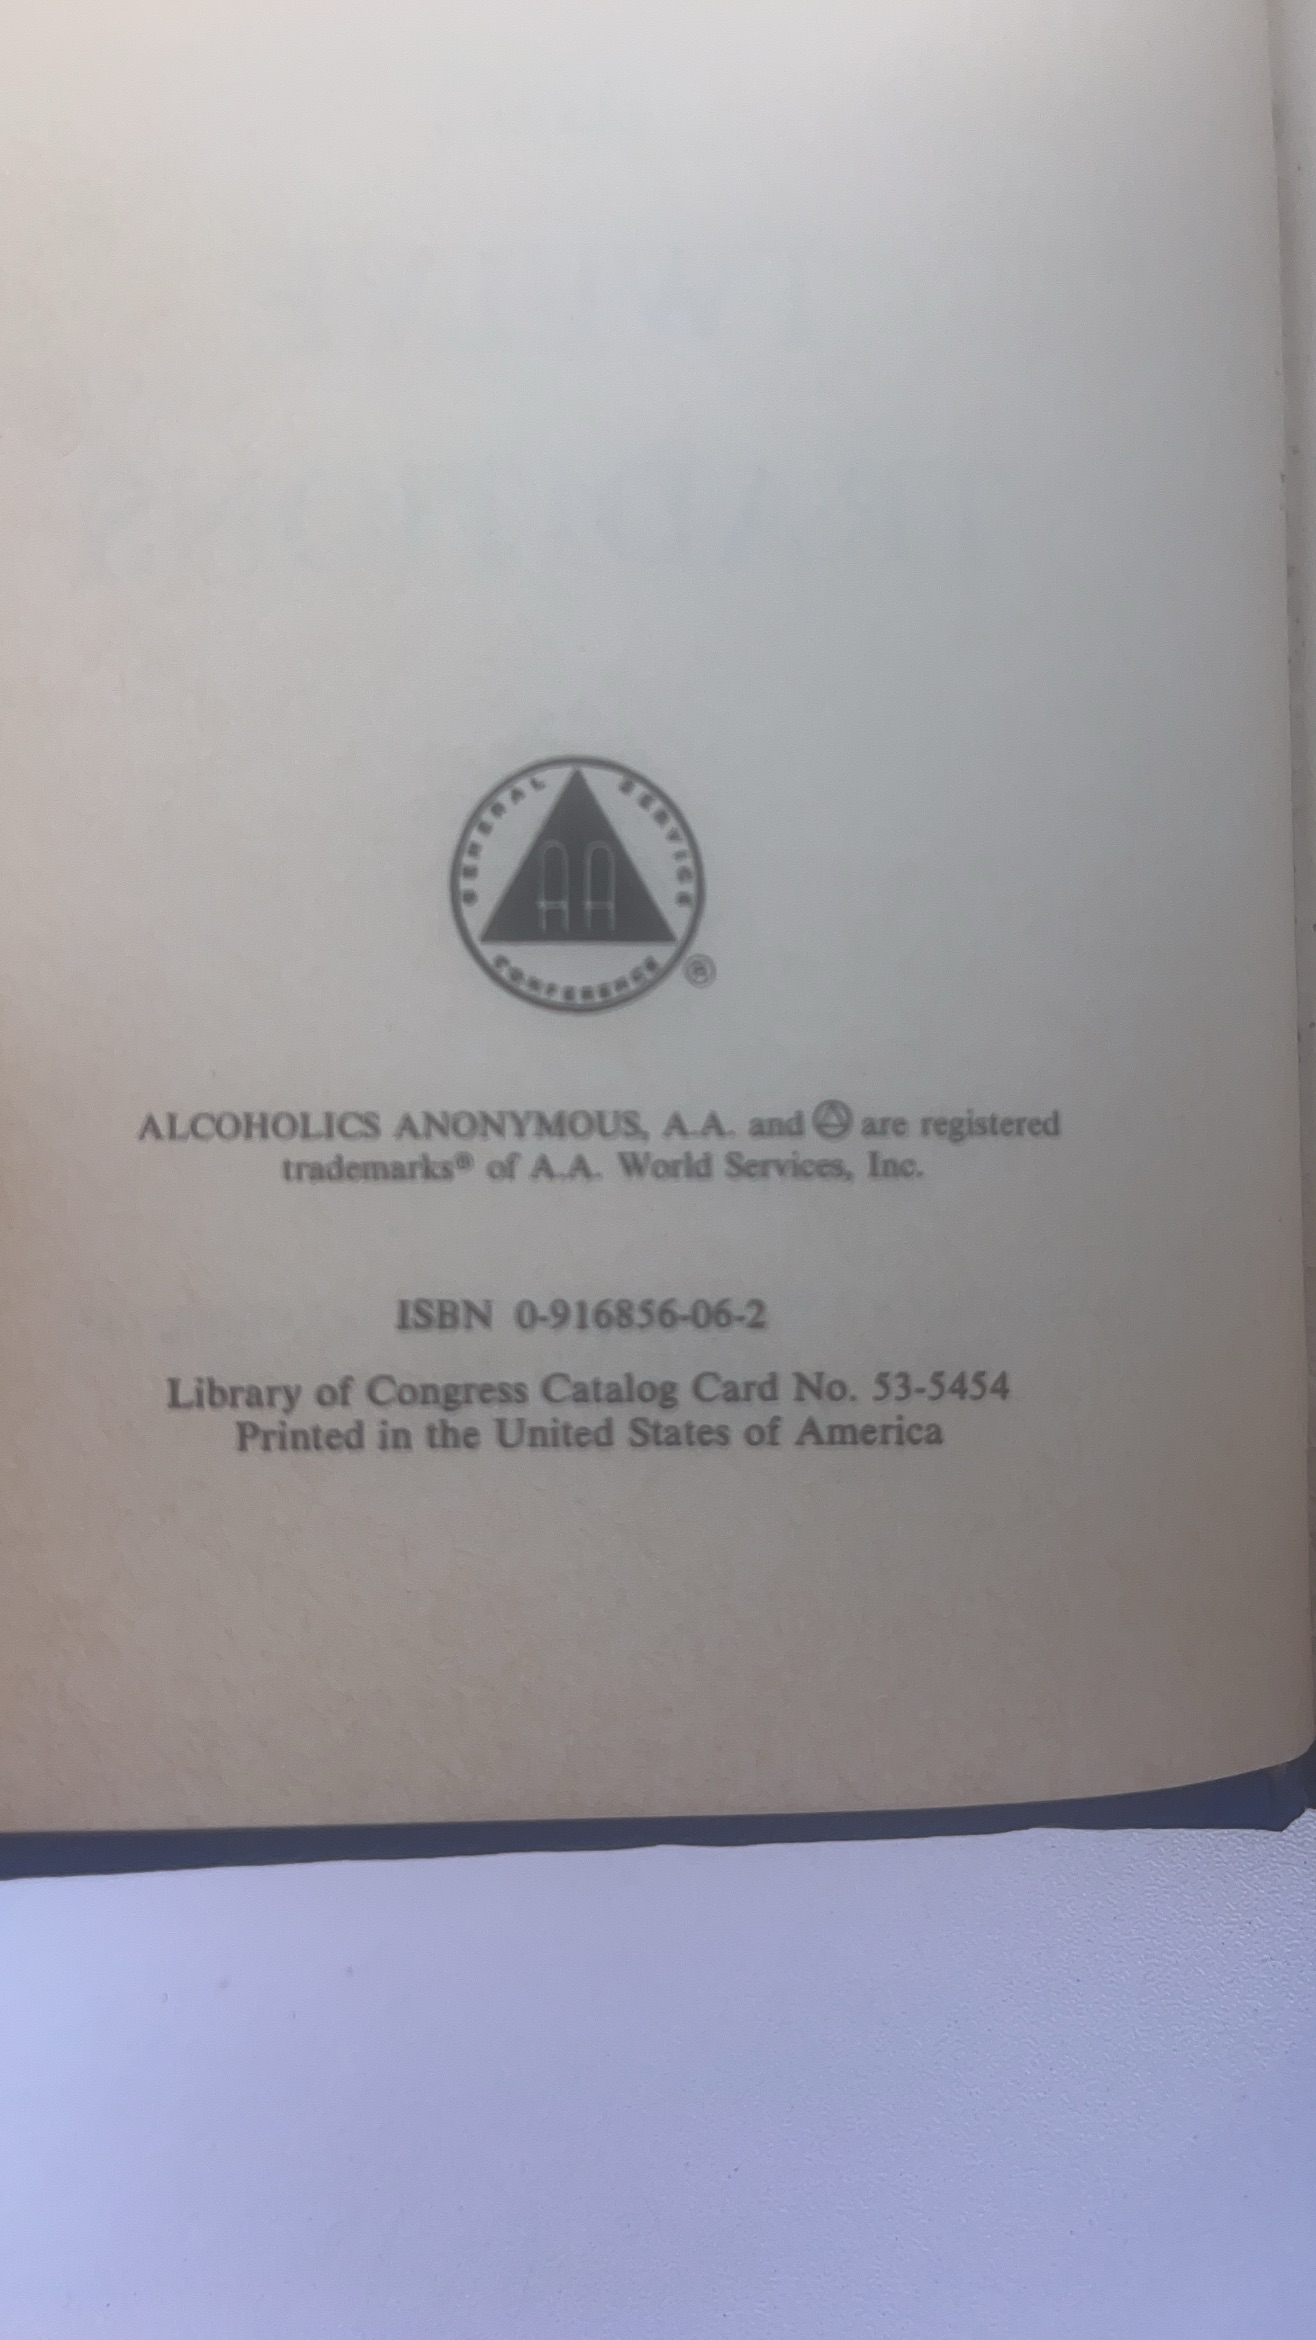 GENERAL SERVICE
AA
CONFERENCE ®
ALCOHOLICS ANONYMOUS, A.A. and are registered
trademarks® of A.A. World Services, Inc.
ISBN 0-916856-06-2
Library of Congress Catalog Card No. 53-5454
Printed in the United States of America